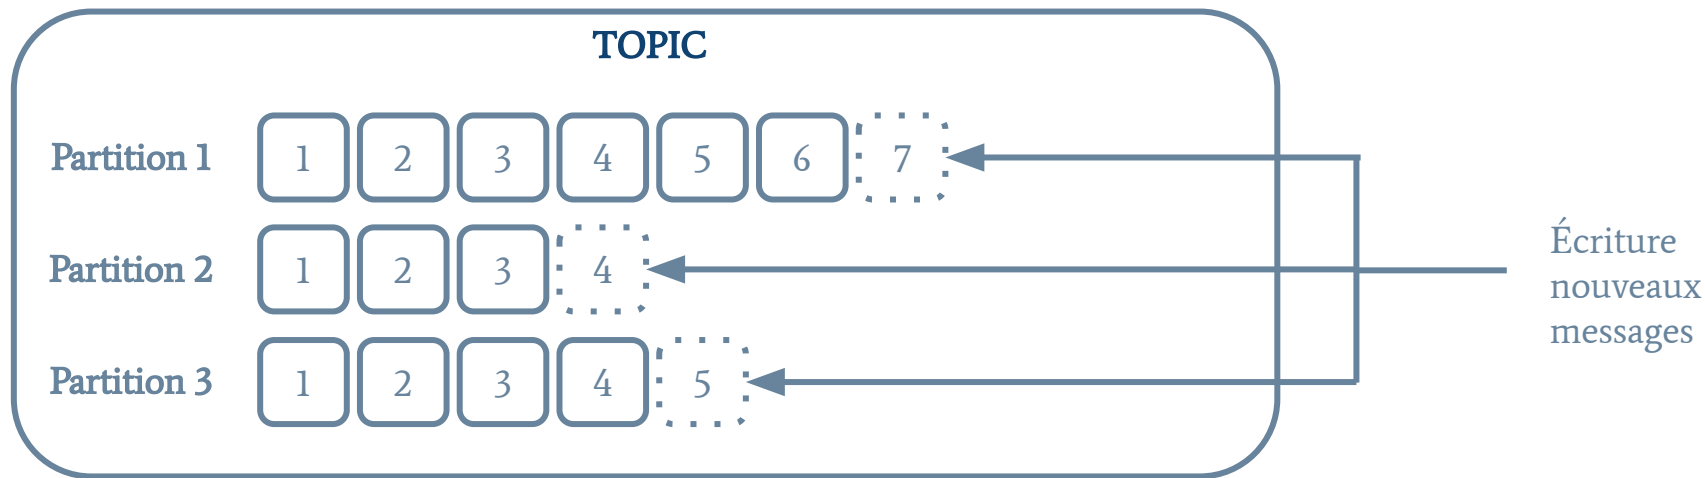 TOPIC
Partition 1 1 2 3 4 5 6 7
Partition 2 1 2 3 4
Partition 3 1 2 3 4 5
Écriture
nouveaux
messages